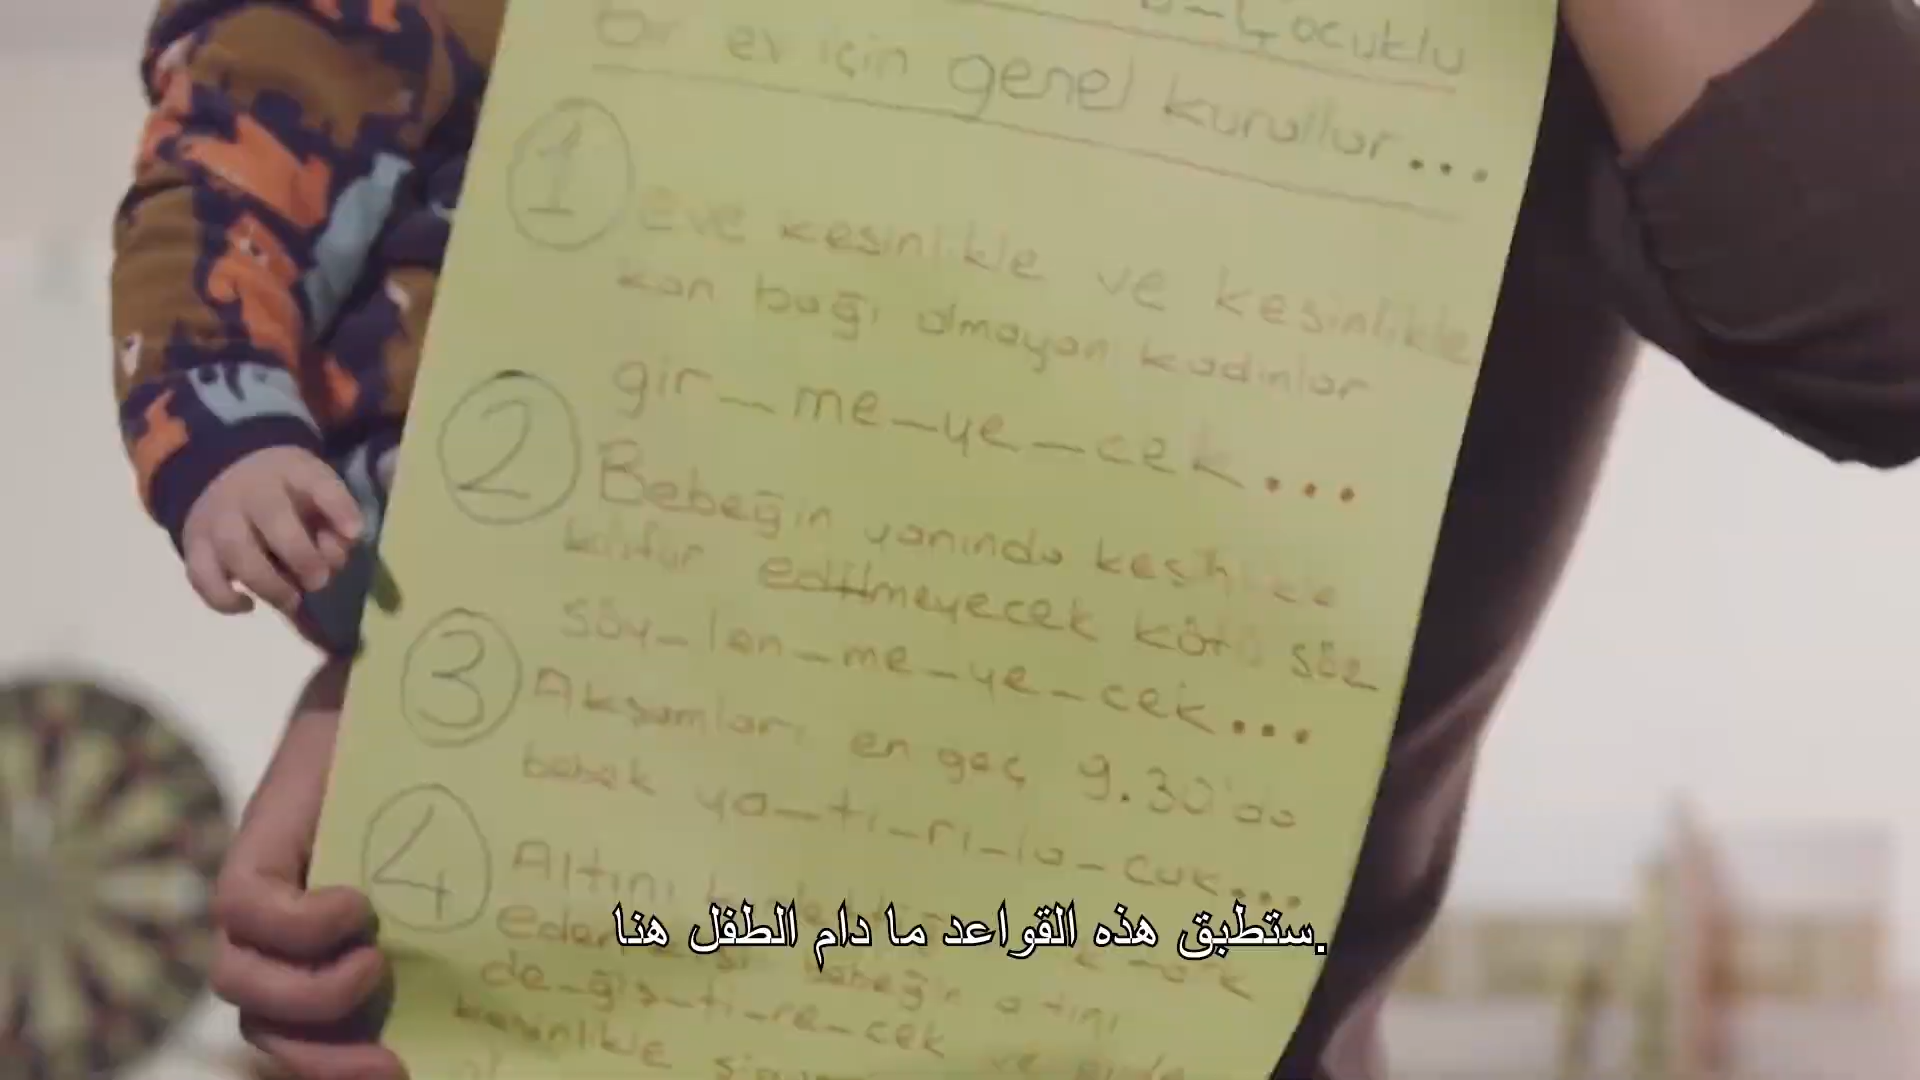 Çocuklu
bir ev için genel kurallar...
1 Eve kesinlikle ve kesinlikle
kan bağı olmayan kadınlar
gir-me-ye-cek...
2 Bebeğin yanında kesinlikle
küfür edilmeyecek kötü söz
söy-len-me-ye-cek...
3 Akşamları en geç 9.30'da
bebek ya-tı-rı-la-cak...
4 Altını
bebeğin altını
de-ğiş-ti-re-cek ve
kesinlikle
ستطبق هذه القواعد ما دام الطفل هنا.